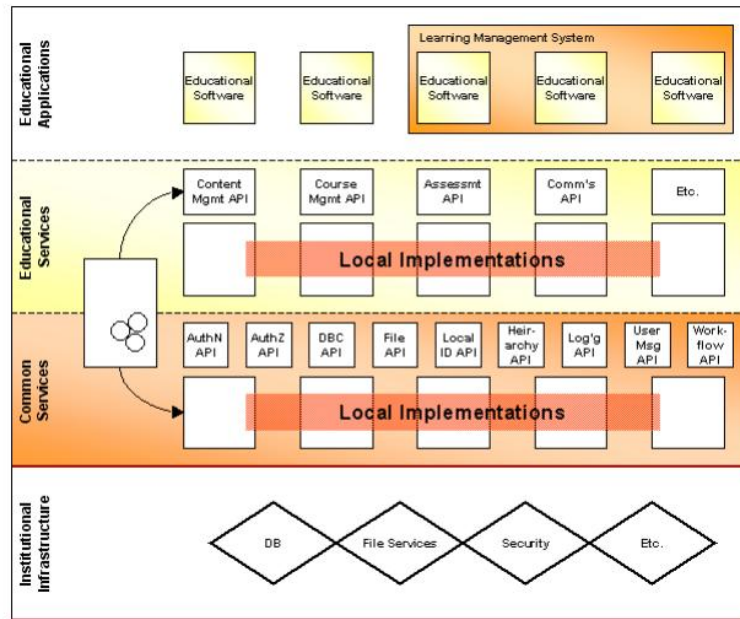 Educational
Applications
Learning Management System
Educational
Software
Educational
Software
Educational
Software
Educational
Software
Educational
Software
Educational
Services
Content
Mgmt API
Course
Mgmt API
Assessmt
API
Comm's
API
Etc.
Local Implementations
Common
Services
AuthN
API
AuthZ
API
DBC
API
File
API
Local
ID API
Heir-
archy
API
Log'g
API
User
Msg
API
Work-
flow API
Local Implementations
Institutional
Infrastructure
DB
File Services
Security
Etc.